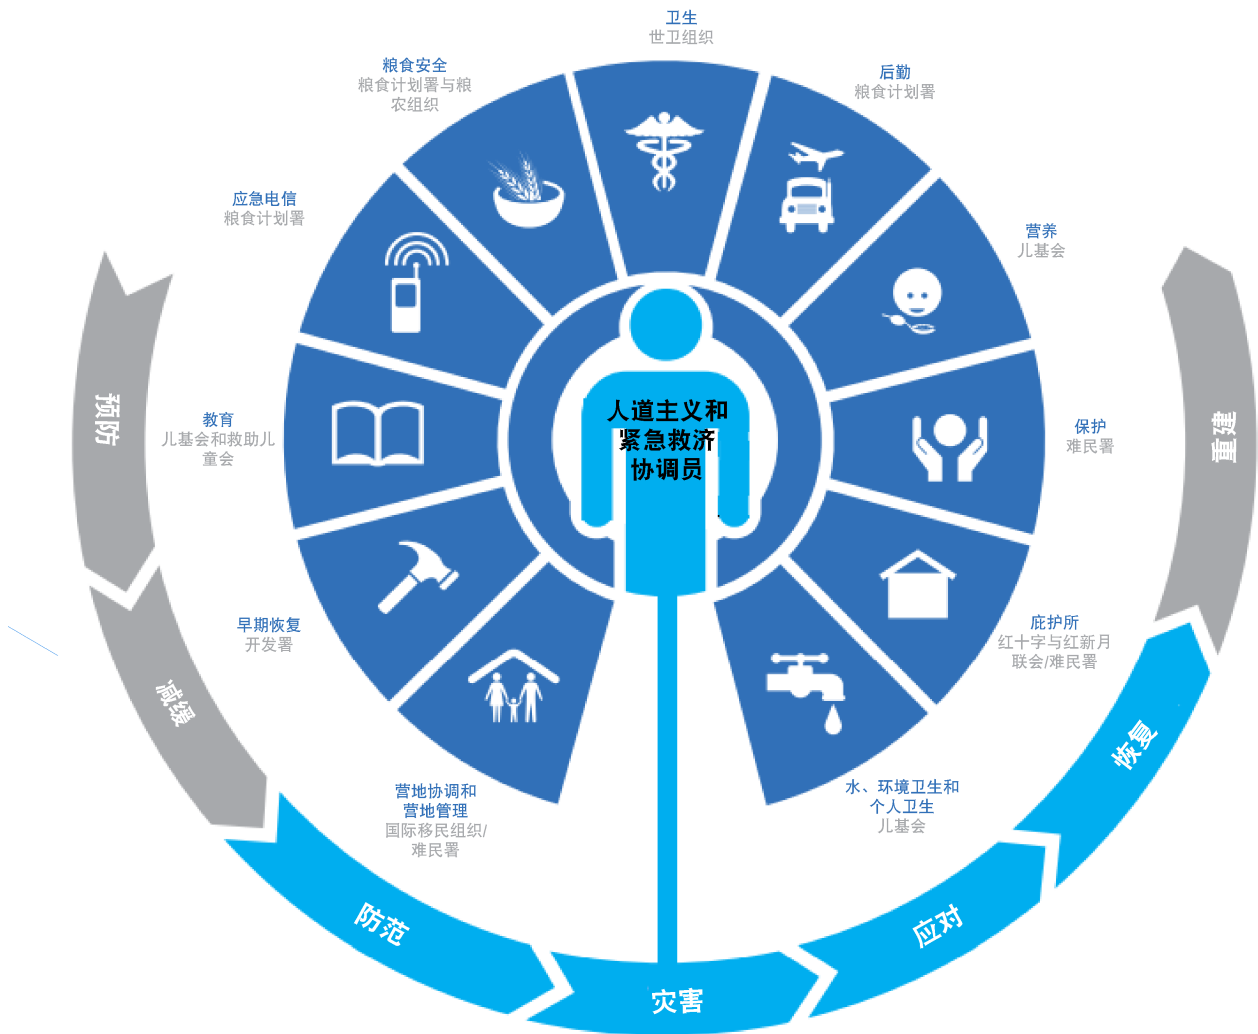 卫生
世卫组织
后勤
粮食计划署
营养
儿基会
保护
难民署
庇护所
红十字与红新月
联会/难民署
水、环境卫生和
个人卫生
儿基会
营地协调和
营地管理
国际移民组织/
难民署
早期恢复
开发署
教育
儿基会和救助儿
童会
应急电信
粮食计划署
粮食安全
粮食计划署与粮
农组织
人道主义和
紧急救济
协调员
预防
减缓
防范
灾害
应对
恢复
重建